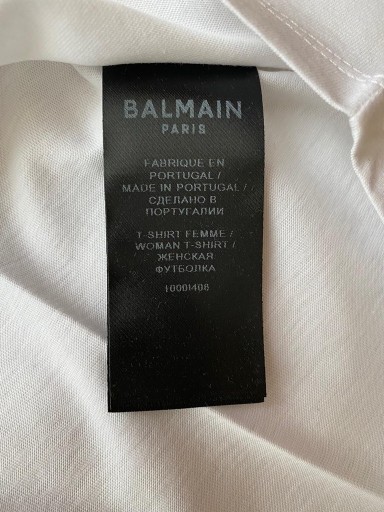 BALMAIN
PARIS
FABRIQUE EN
PORTUGAL /
MADE IN PORTUGAL /
СДЕЛАНО В
ПОРТУГАЛИИ
T-SHIRT FEMME /
WOMAN T-SHIRT /
ЖЕНСКАЯ
ФУТБОЛКА
10001408